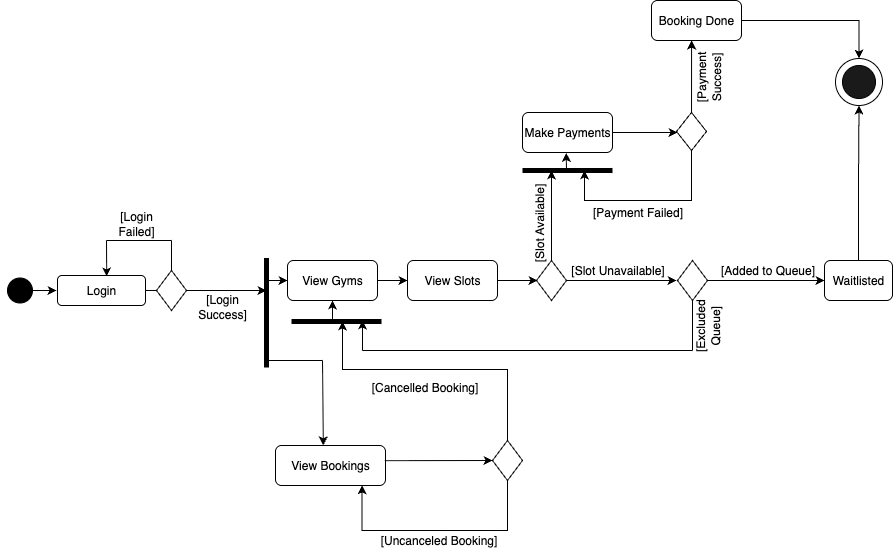 Booking Done
[Payment
Success]
Make Payments
[Payment Failed]
[Slot Available]
[Login
Failed]
Login
[Login
Success]
View Gyms
View Slots
[Slot Unavailable]
[Added to Queue]
Waitlisted
[Excluded
Queue]
[Cancelled Booking]
View Bookings
[Uncanceled Booking]